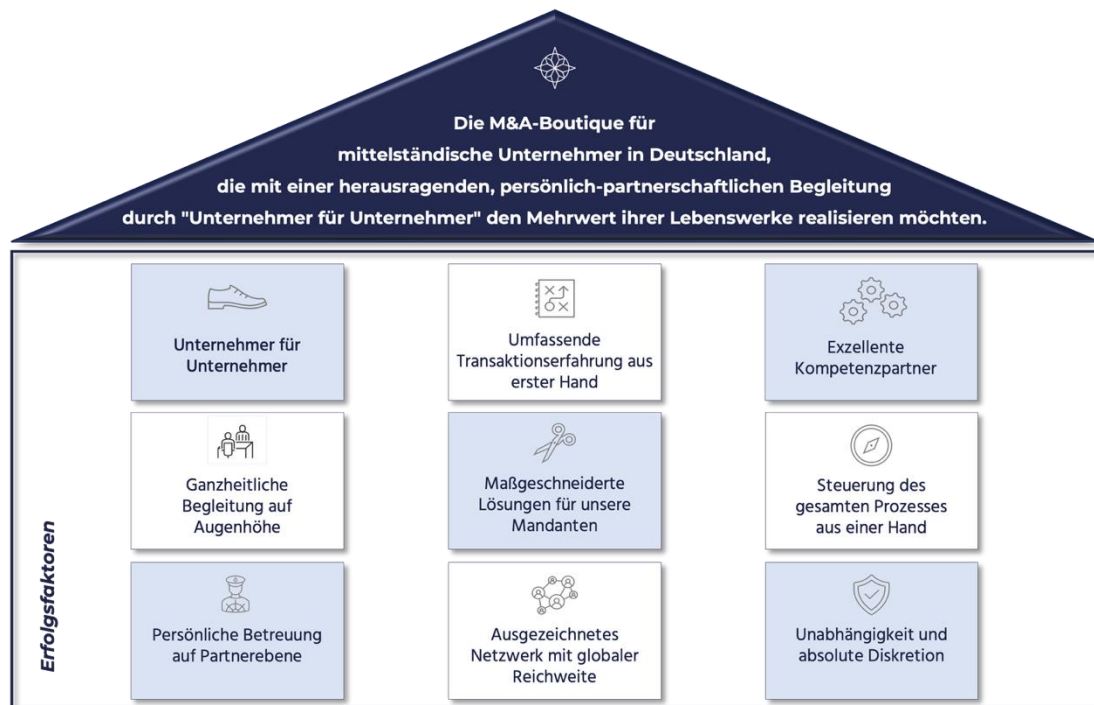 Die M&A-Boutique für
mittelständische Unternehmer in Deutschland,
die mit einer herausragenden, persönlich-partnerschaftlichen Begleitung
durch "Unternehmer für Unternehmer" den Mehrwert ihrer Lebenswerke realisieren möchten.
Unternehmer für
Unternehmer
Umfassende
Transaktionserfahrung aus
erster Hand
Exzellente
Kompetenzpartner
Ganzheitliche
Begleitung auf
Augenhöhe
Maßgeschneiderte
Lösungen für unsere
Mandanten
Steuerung des
gesamten Prozesses
aus einer Hand
Erfolgsfaktoren
Persönliche Betreuung
auf Partnerebene
Ausgezeichnetes
Netzwerk mit globaler
Reichweite
Unabhängigkeit und
absolute Diskretion